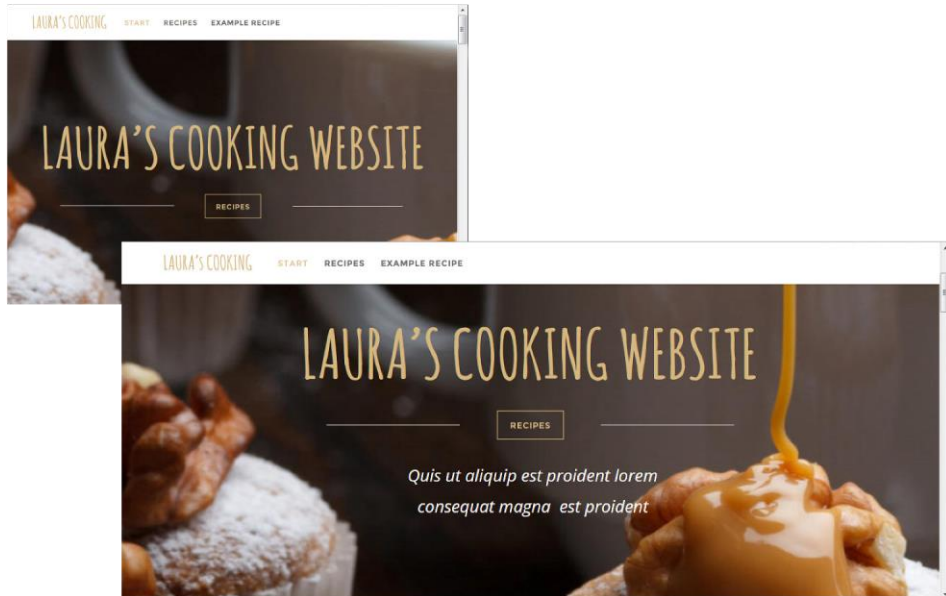 LAURA'S COOKING START RECIPES EXAMPLE RECIPE
LAURA'S COOKING WEBSITE
RECIPES
LAURA'S COOKING START RECIPES EXAMPLE RECIPE
LAURA'S COOKING WEBSITE
RECIPES
Quis ut aliquip est proident lorem
consequat magna est proident